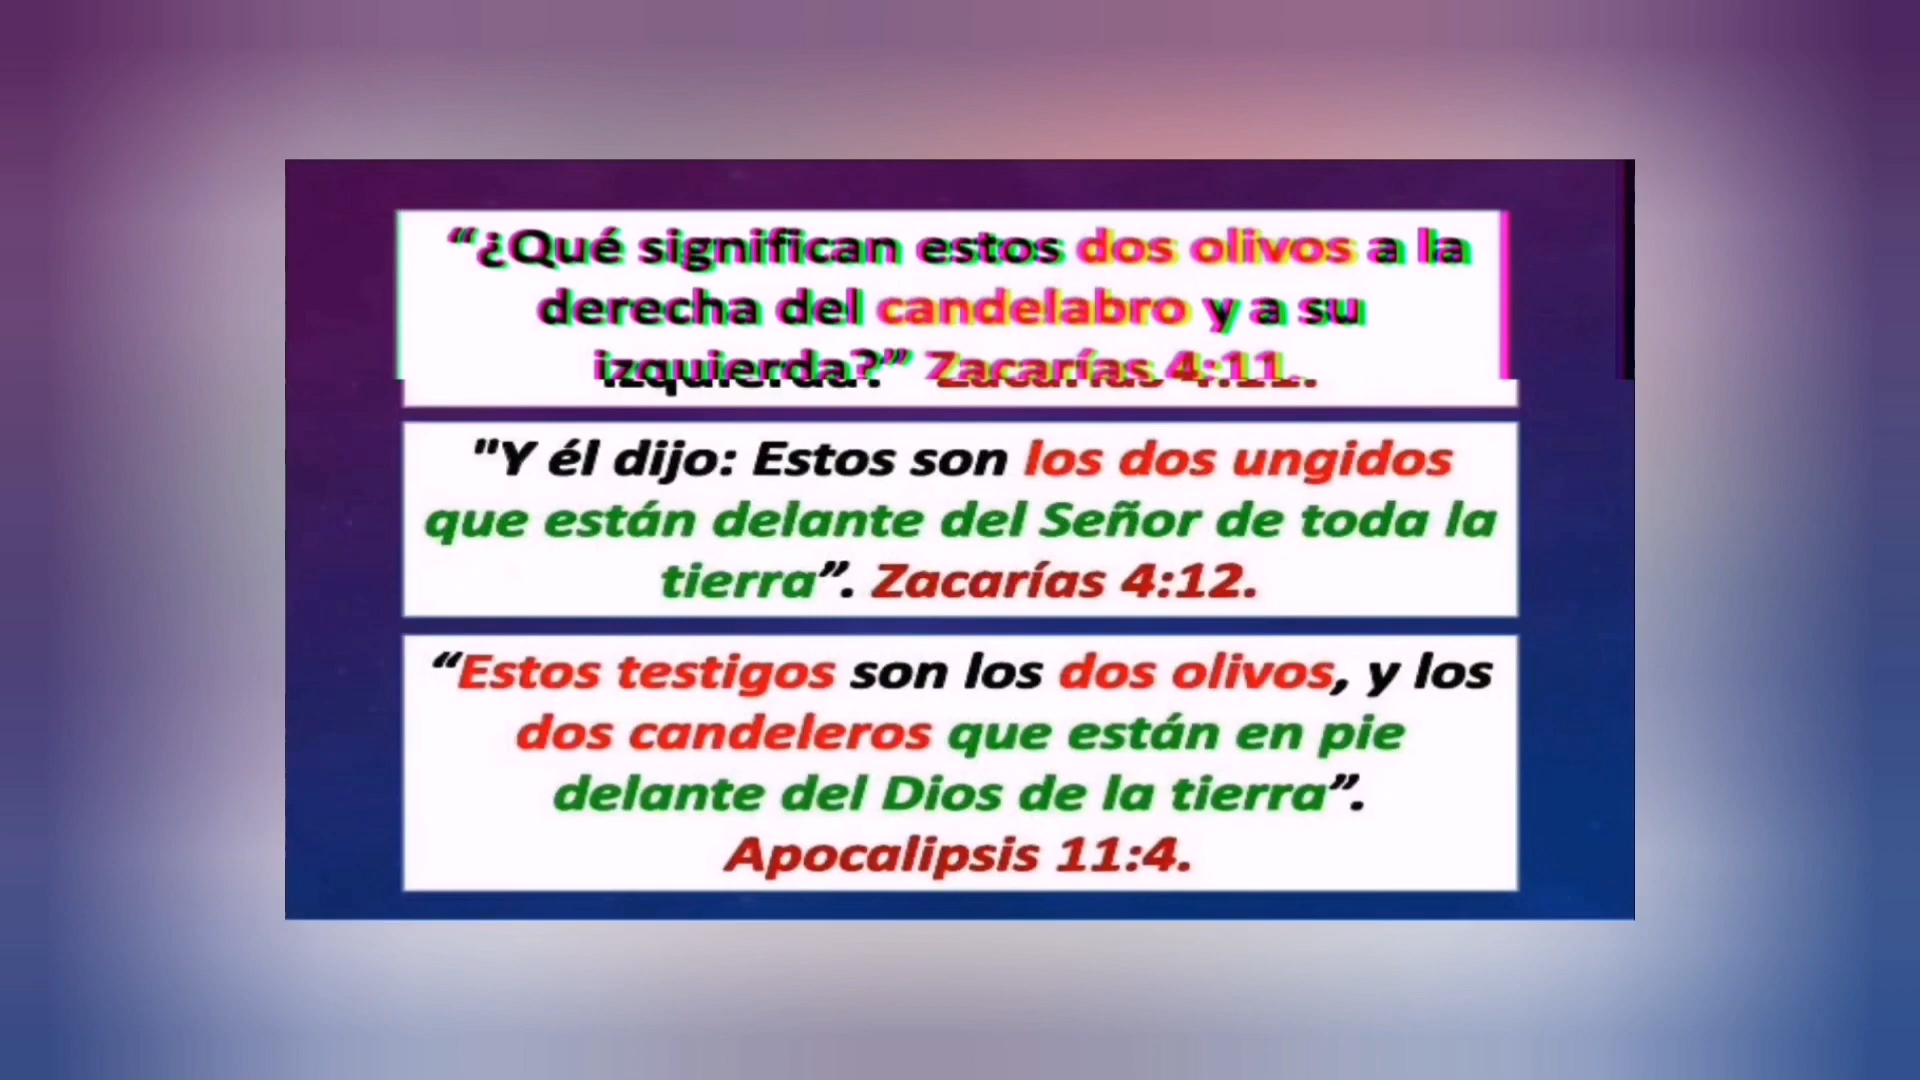 “¿Qué significan estos dos olivos a la
derecha del candelabro y a su
izquierda?” Zacarías 4:11.
"Y él dijo: Estos son los dos ungidos
que están delante del Señor de toda la
tierra”. Zacarías 4:12.
“Estos testigos son los dos olivos, y los
dos candeleros que están en pie
delante del Dios de la tierra”.
Apocalipsis 11:4.